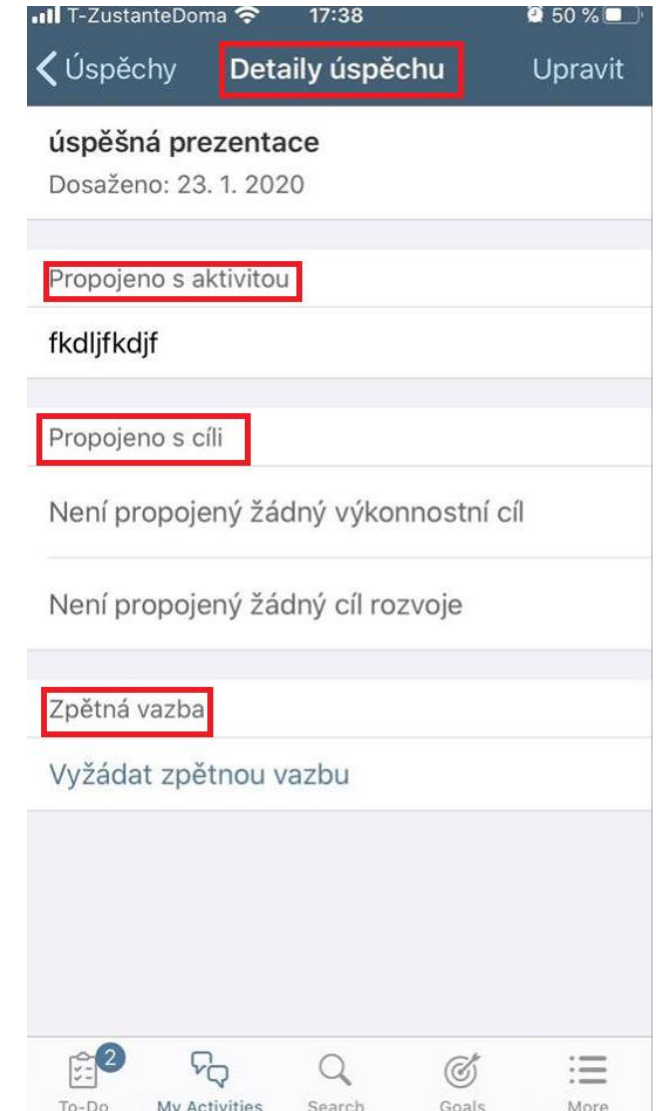 T-ZustanteDoma 17:38 50 %
Úspěchy Detaily úspěchu Upravit
úspěšná prezentace
Dosaženo: 23. 1. 2020
Propojeno s aktivitou
fkdljfkdjf
Propojeno s cíli
Není propojený žádný výkonnostní cíl
Není propojený žádný cíl rozvoje
Zpětná vazba
Vyžádat zpětnou vazbu
2
To-Do My Activities Search Goals More